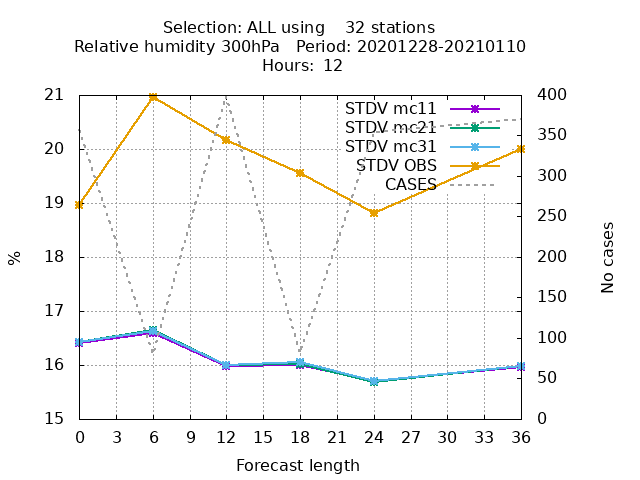 Selection: ALL using 32 stations
Relative humidity 300hPa Period: 20201228-20210110
Hours: 12
STDV mc11
STDV mc21
STDV mc31
STDV OBS
CASES
%
21
20
19
18
17
16
15
400
350
300
250
200
150
100
50
0
No cases
0 3 6 9 12 15 18 21 24 27 30 33 36
Forecast length